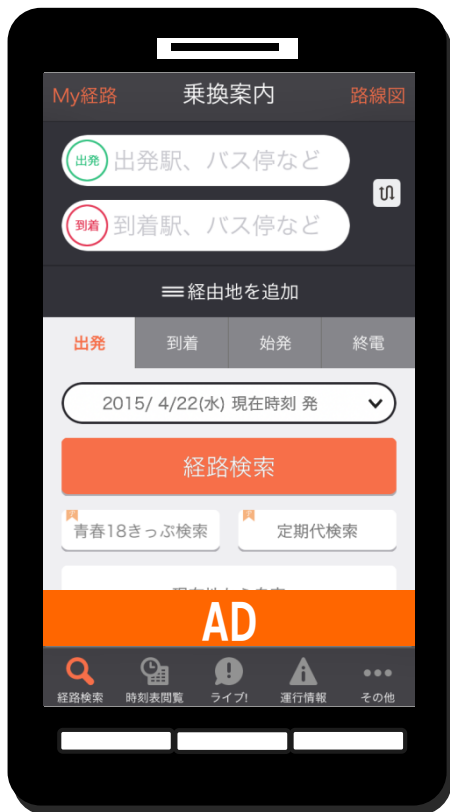 My経路 乗換案内 路線図
出発 出発駅、バス停など
到着 到着駅、バス停など
経由地を追加
出発 到着 始発 終電
2015/ 4/22(水) 現在時刻 発
経路検索
青春18きっぷ検索 定期代検索
AD
経路検索 時刻表閲覧 ライブ! 運行情報 その他